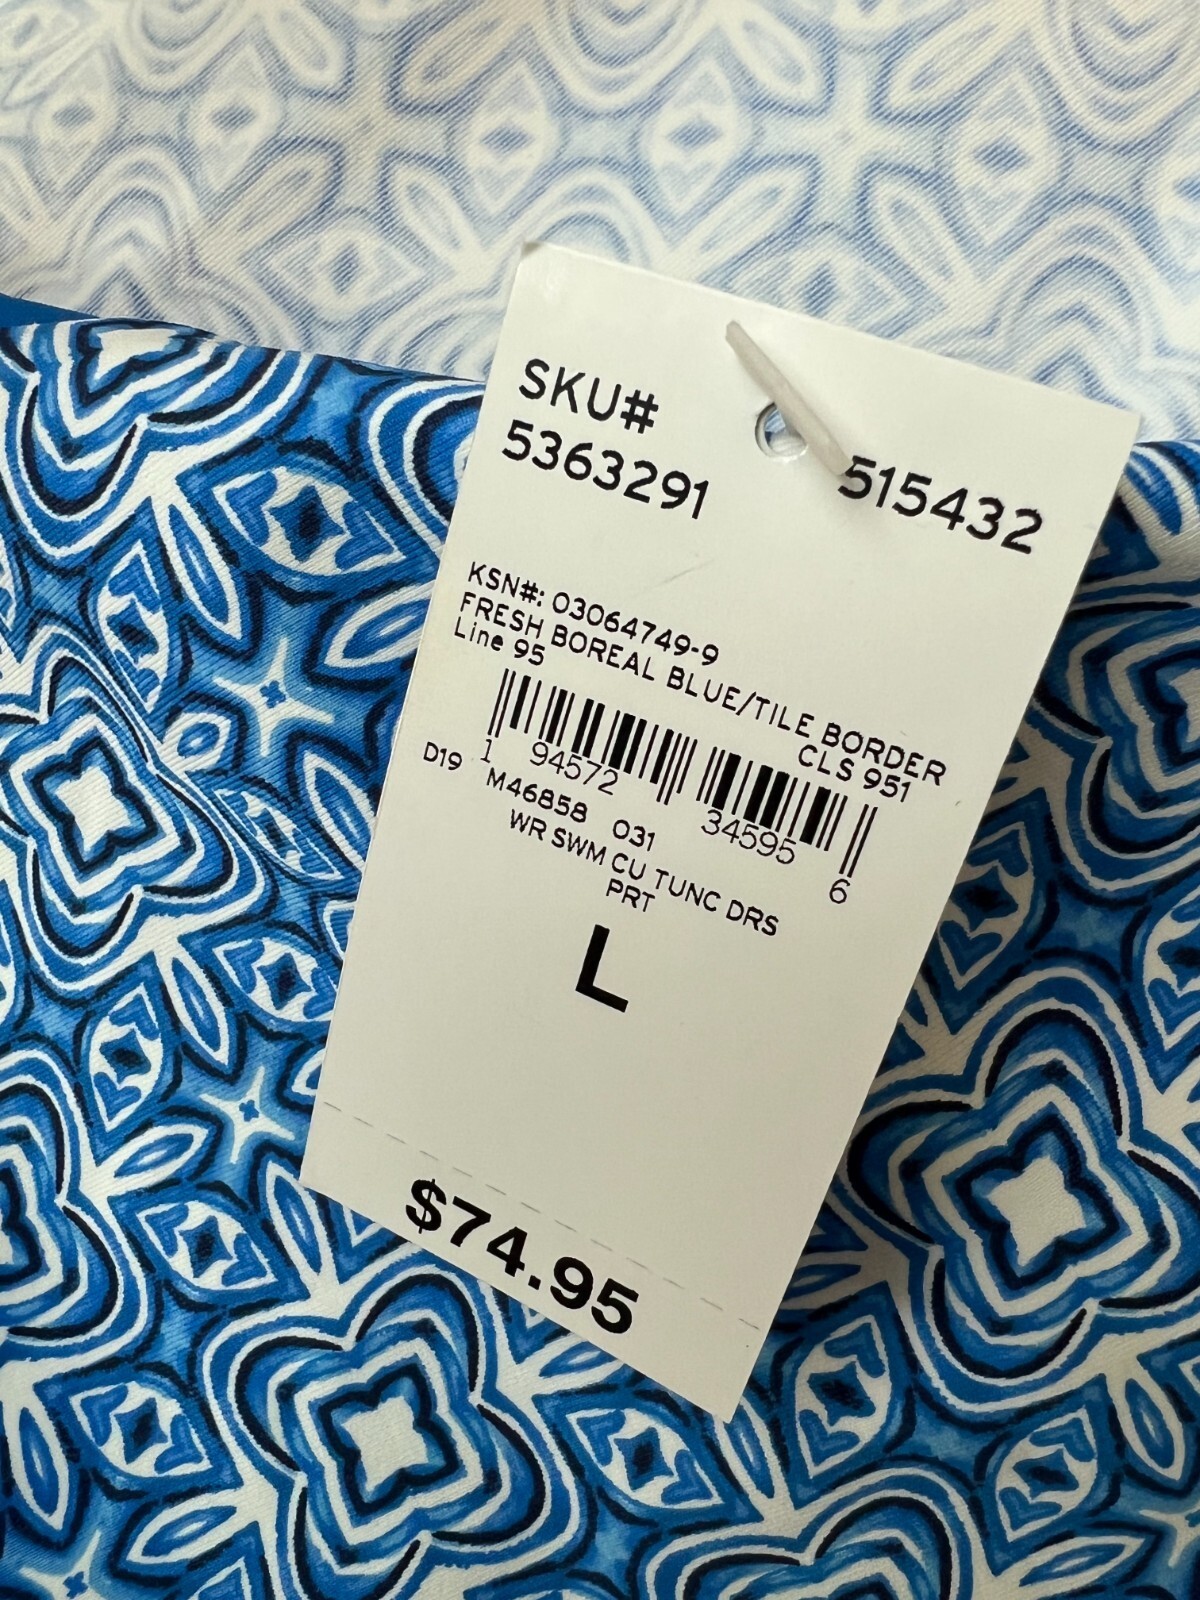 SKU#
5363291
515432
KSN#: 03064749-9
FRESH BOREAL BLUE/TILE BORDER
Line 95
CLS 951
1 94572 34595 6
D19 M46858 031
WR SWM CU TUNC DRS
PRT
L
$74.95